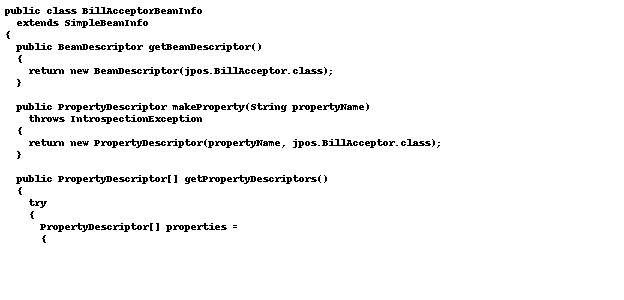 public class BillAcceptorBeanInfo
extends SimpleBeanInfo
{
public BeanDescriptor getBeanDescriptor()
{
return new BeanDescriptor(jpos.BillAcceptor.class);
}
public PropertyDescriptor makeProperty(String propertyName)
throws IntrospectionException
{
return new PropertyDescriptor(propertyName, jpos.BillAcceptor.class);
}
public PropertyDescriptor[] getPropertyDescriptors()
{
try
{
PropertyDescriptor[] properties =
{